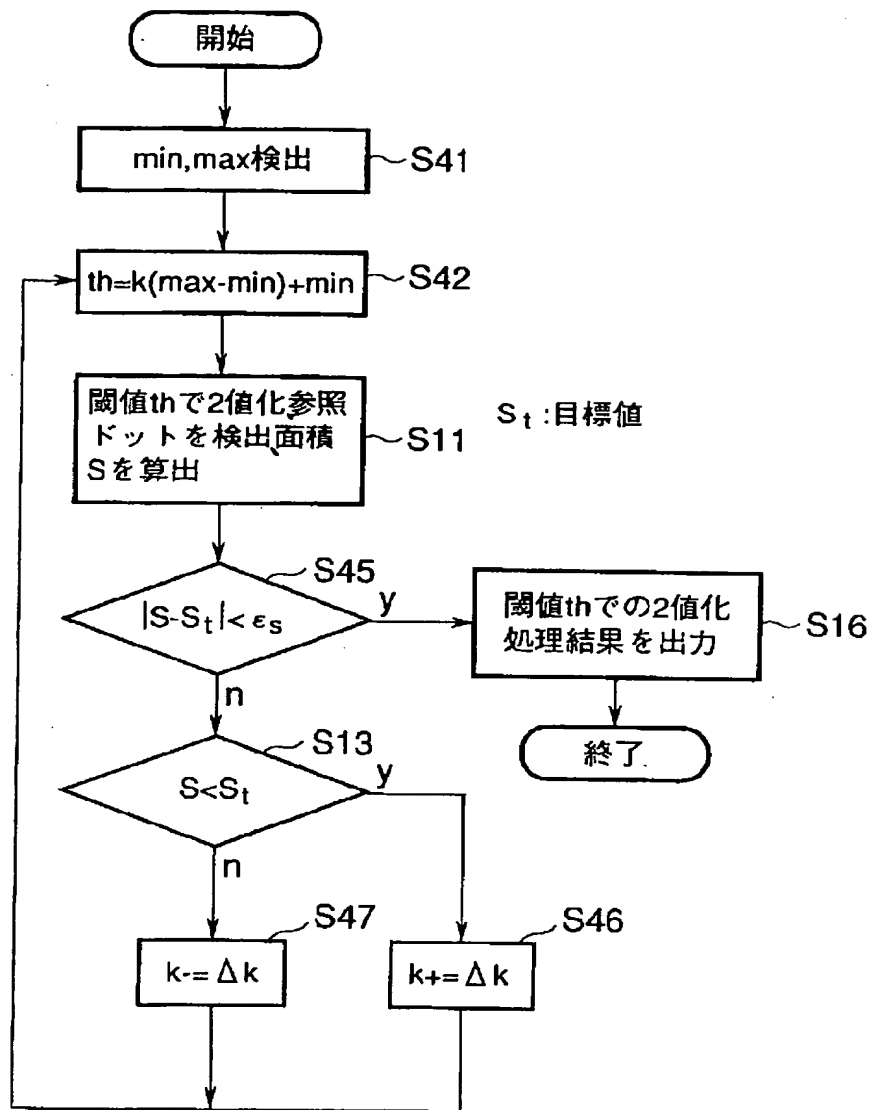 開始
min,max検出
S41
th=k(max-min)+min
S42
閾値thで2値化、参照
ドットを検出、面積
Sを算出
S11
St:目標値
S45
|S-St|<εs
y
n
閾値thでの2値化
処理結果を出力
S16
終了
S13
S<St
y
n
S47
k-=Δk
S46
k+=Δk